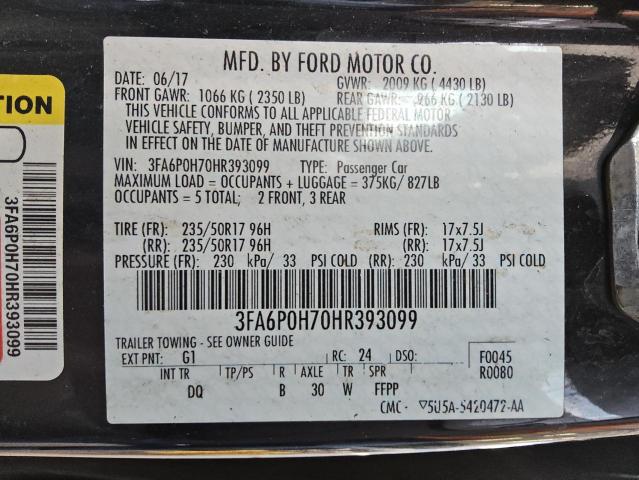 MFD. BY FORD MOTOR CO.
DATE: 06/17 GVWR: 2009 KG ( 4430 LB)
FRONT GAWR: 1066 KG ( 2350 LB) REAR GAWR: 966 KG ( 2130 LB)
THIS VEHICLE CONFORMS TO ALL APPLICABLE FEDERAL MOTOR
VEHICLE SAFETY, BUMPER, AND THEFT PREVENTION STANDARDS
IN EFFECT ON THE DATE OF MANUFACTURE SHOWN ABOVE.
VIN: 3FA6P0H70HR393099 TYPE: Passenger Car
MAXIMUM LOAD = OCCUPANTS + LUGGAGE = 375KG/ 827LB
OCCUPANTS = 5 TOTAL; 2 FRONT, 3 REAR
TIRE (FR): 235/50R17 96H RIMS (FR): 17x7.5J
(RR): 235/50R17 96H (RR): 17x7.5J
PRESSURE (FR): 230 kPa/ 33 PSI COLD (RR): 230 kPa/ 33 PSI COLD
3FA6P0H70HR393099
TRAILER TOWING - SEE OWNER GUIDE
EXT PNT: G1 RC: 24 DSO: F0045
INT TR TP/PS R AXLE TR SPR R0080
DQ B 30 W FFPP
CMC - 5U5A-5420472-AA
TION
3FA6P0H70HR393099